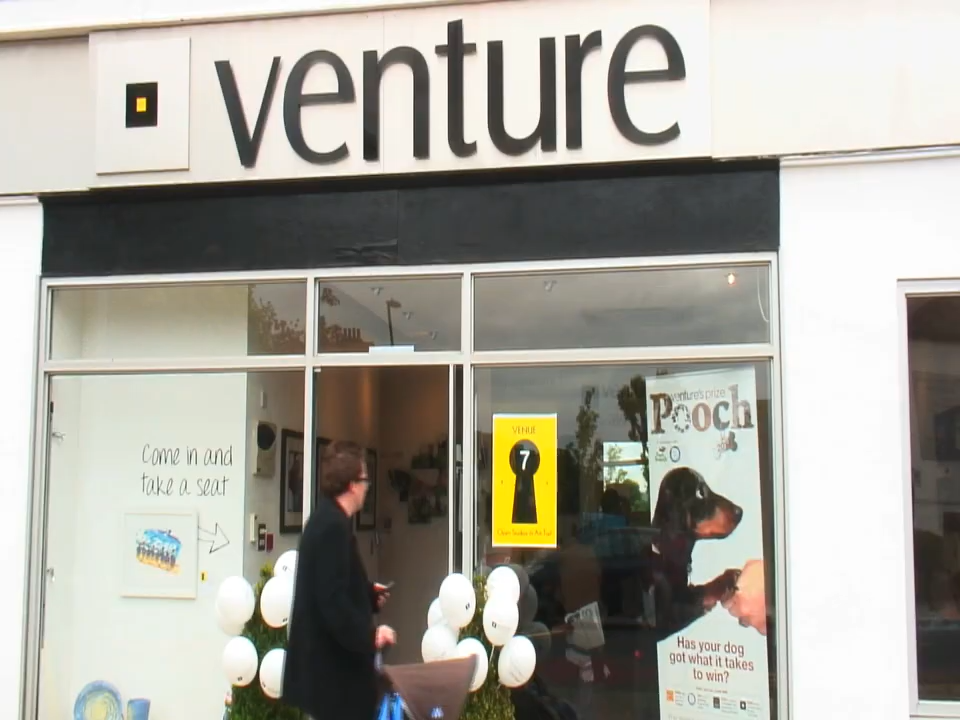 venture
Come in and
take a seat
VENUE
7
venture's prize
Pooch
Has your dog
got what it takes
to win?